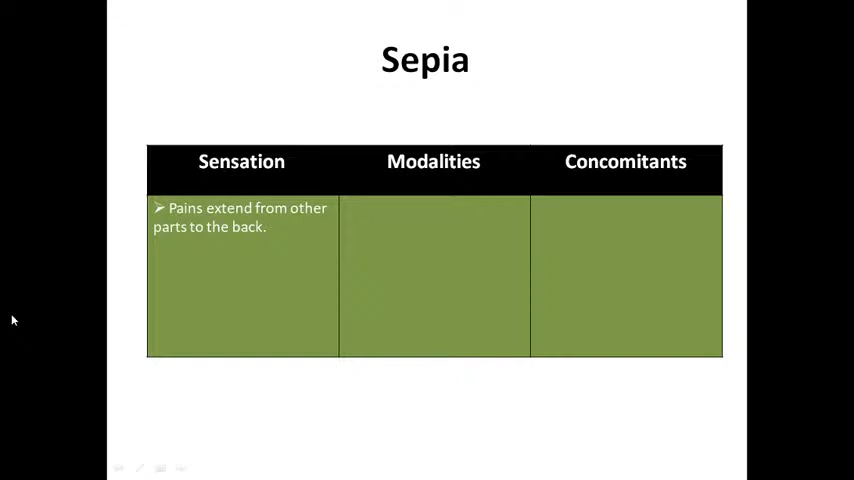 Sepia
Sensation
Modalities
Concomitants
➢ Pains extend from other
parts to the back.